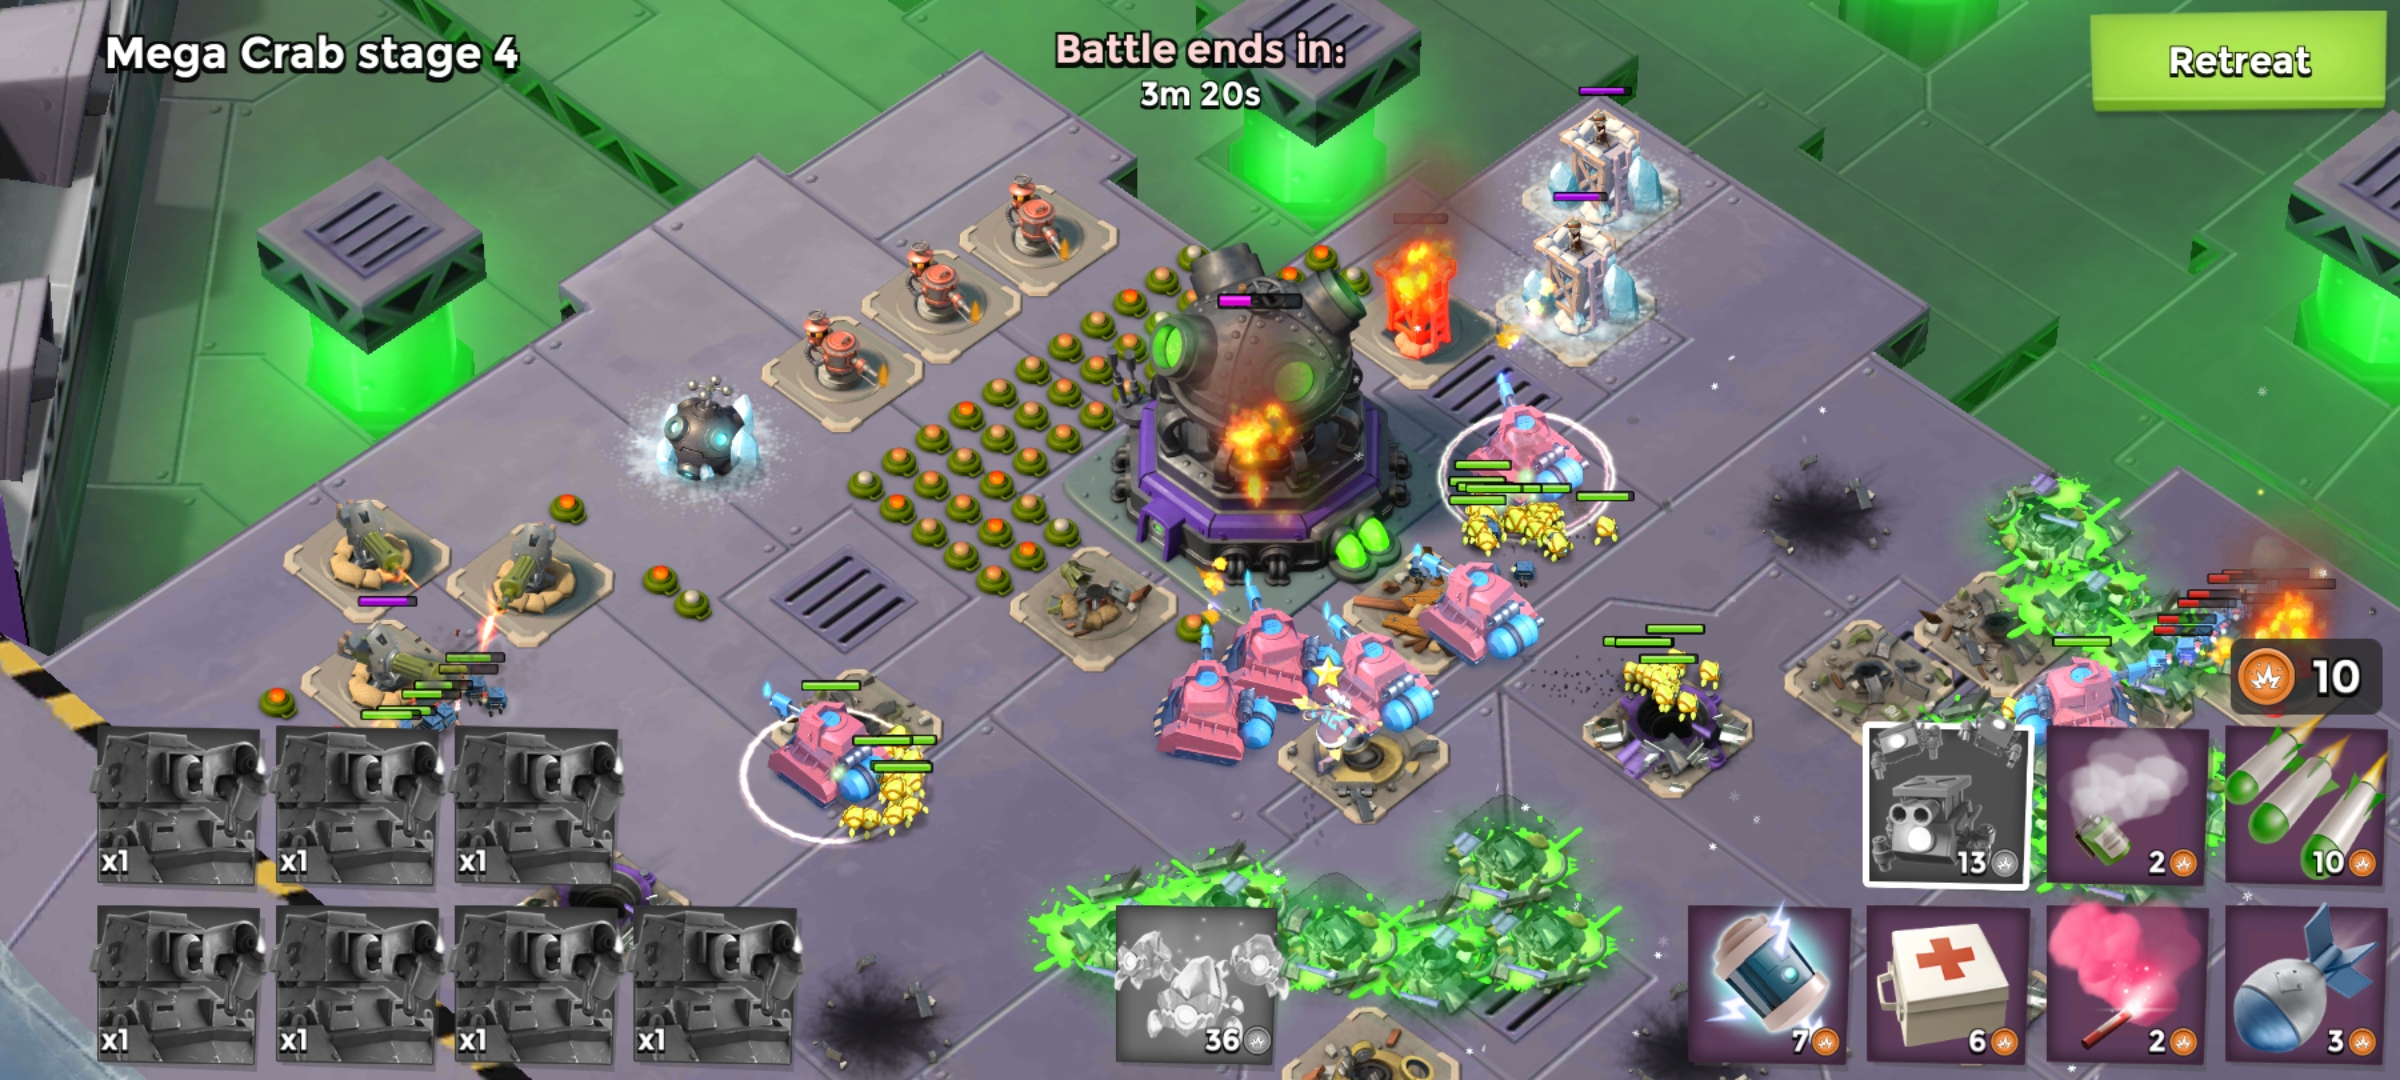 Mega Crab stage 4
Battle ends in:
3m 20s
Retreat
10
x1
x1
x1
13
2
10
x1
x1
x1
x1
36
7
6
2
3